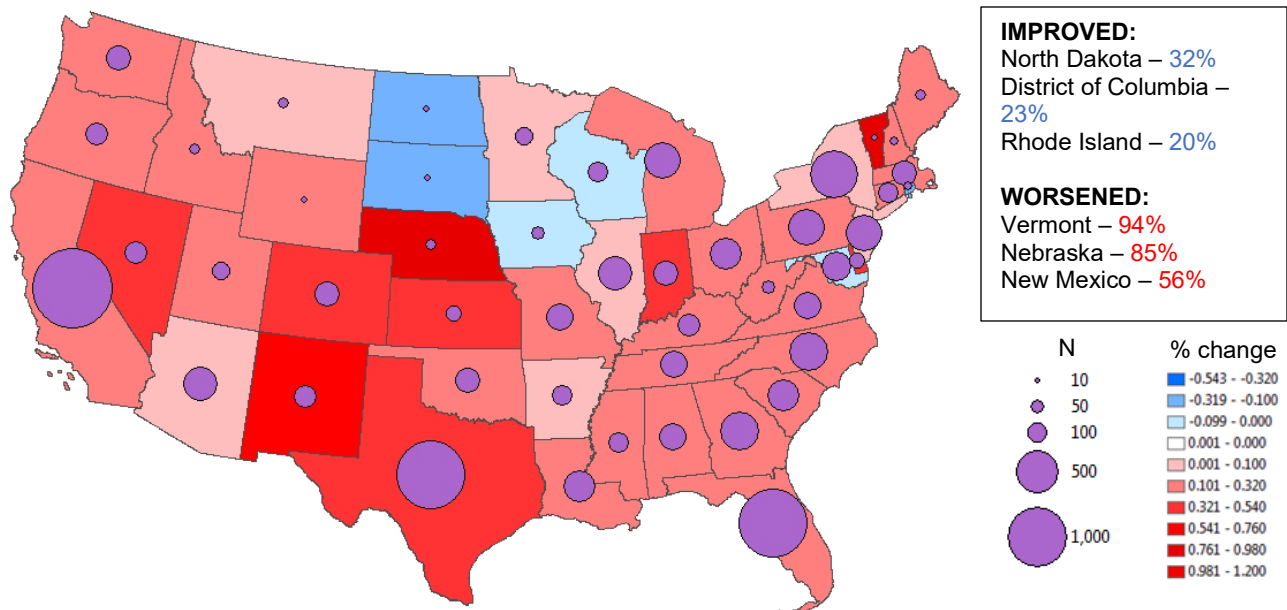 IMPROVED:
North Dakota – 32%
District of Columbia –
23%
Rhode Island – 20%
WORSENED:
Vermont – 94%
Nebraska – 85%
New Mexico – 56%
N
10
50
100
500
1,000
% change
-0.543 - -0.320
-0.319 - -0.100
-0.099 - 0.000
0.001 - 0.000
0.001 - 0.100
0.101 - 0.320
0.321 - 0.540
0.541 - 0.760
0.761 - 0.980
0.981 - 1.200